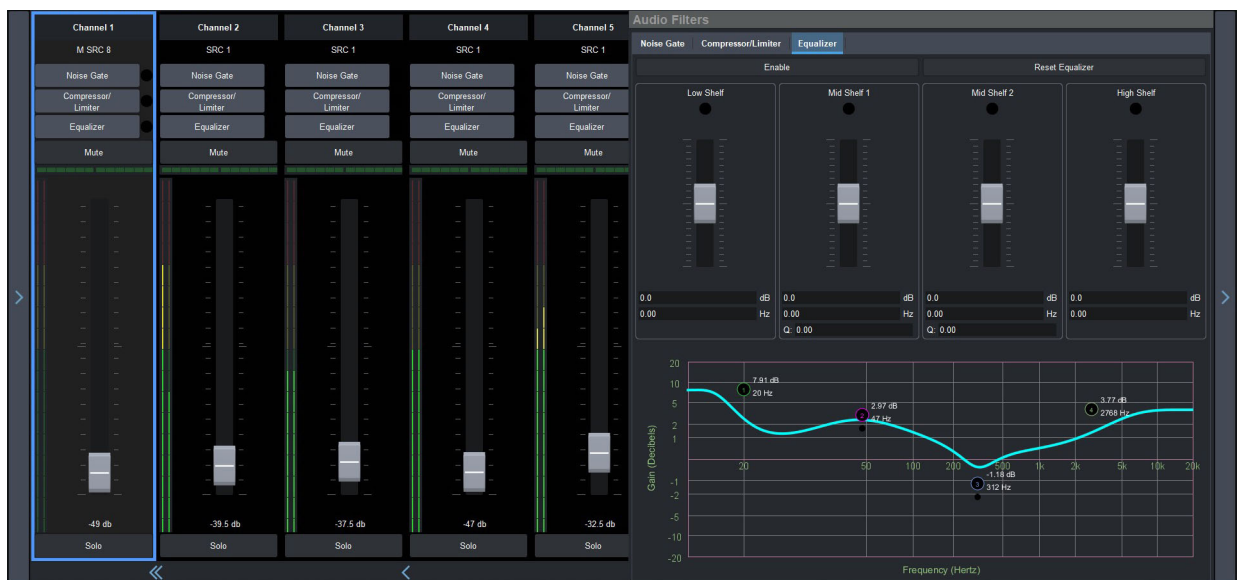 Channel 1
M SRC 8
Noise Gate
Compressor/
Limiter
Equalizer
Mute
-49 db
Solo
Channel 2
SRC 1
Noise Gate
Compressor/
Limiter
Equalizer
Mute
-39.5 db
Solo
Channel 3
SRC 1
Noise Gate
Compressor/
Limiter
Equalizer
Mute
-37.5 db
Solo
Channel 4
SRC 1
Noise Gate
Compressor/
Limiter
Equalizer
Mute
-47 db
Solo
Channel 5
SRC 1
Noise Gate
Compressor/
Limiter
Equalizer
Mute
-32.5 db
Solo
Audio Filters
Noise Gate Compressor/Limiter Equalizer
Enable Reset Equalizer
Low Shelf
0.0 dB
0.00 Hz
Mid Shelf 1
0.0 dB
0.00 Hz
Q: 0.00
Mid Shelf 2
0.0 dB
0.00 Hz
Q: 0.00
High Shelf
0.0 dB
0.00 Hz
Gain (Decibels)
20
10
5
2
1
-1
-2
-5
-10
-20
1
7.91 dB
20 Hz
2
2.97 dB
47 Hz
3
-1.18 dB
312 Hz
4
3.77 dB
2768 Hz
20 50 100 200 500 1k 2k 5k 10k 20k
Frequency (Hertz)